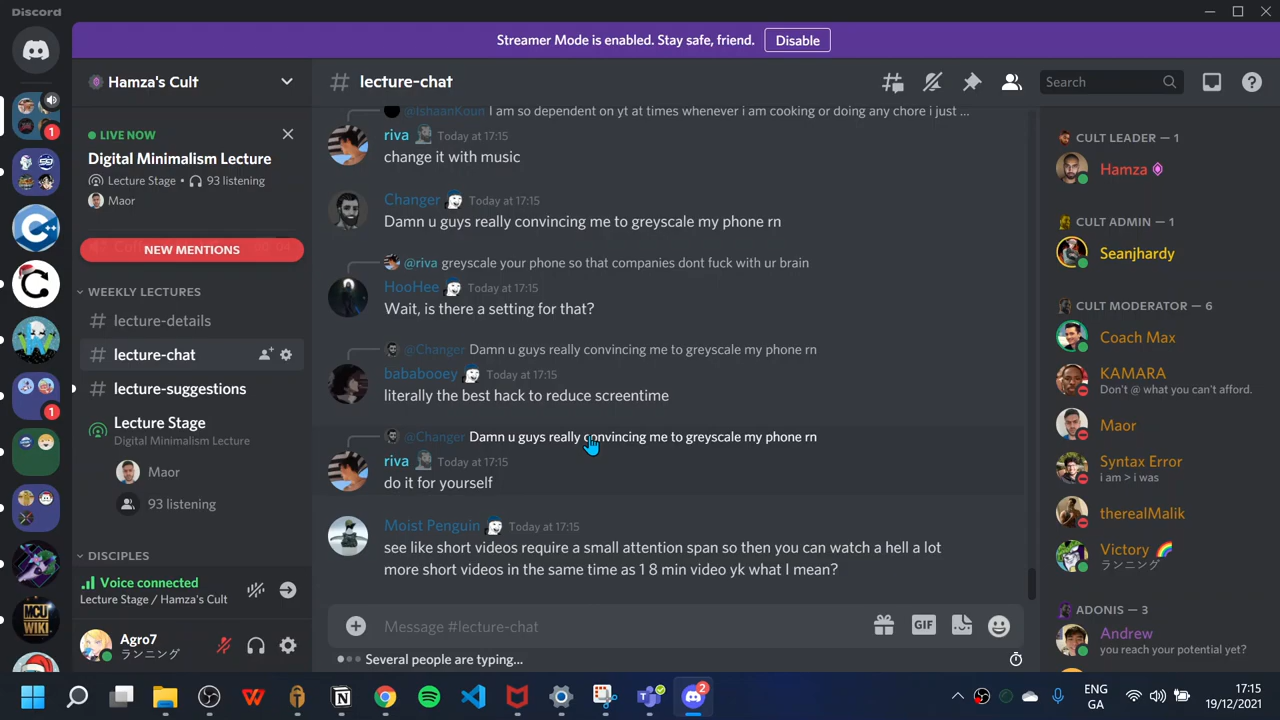 Discord
Streamer Mode is enabled. Stay safe, friend. Disable
Hamza's Cult
LIVE NOW
Digital Minimalism Lecture
Lecture Stage • 93 listening
Maor
NEW MENTIONS
WEEKLY LECTURES
lecture-details
lecture-chat
lecture-suggestions
Lecture Stage
Digital Minimalism Lecture
Maor
93 listening
DISCIPLES
Voice connected
Lecture Stage / Hamza's Cult
Agro7
ランニング
lecture-chat
Search
@IshaanKoun I am so dependent on yt at times whenever i am cooking or doing any chore i just ...
riva Today at 17:15
change it with music
Changer Today at 17:15
Damn u guys really convincing me to greyscale my phone rn
@riva greyscale your phone so that companies dont fuck with ur brain
HooHee Today at 17:15
Wait, is there a setting for that?
@Changer Damn u guys really convincing me to greyscale my phone rn
bababooey Today at 17:15
literally the best hack to reduce screentime
@Changer Damn u guys really convincing me to greyscale my phone rn
riva Today at 17:15
do it for yourself
Moist Penguin Today at 17:15
see like short videos require a small attention span so then you can watch a hell a lot
more short videos in the same time as 1 8 min video yk what I mean?
Message #lecture-chat
GIF
Several people are typing...
CULT LEADER — 1
Hamza
CULT ADMIN — 1
Seanjhardy
CULT MODERATOR — 6
Coach Max
KAMARA
Don't @ what you can't afford.
Maor
Syntax Error
i am > i was
therealMalik
Victory
ランニング
ADONIS — 3
Andrew
you reach your potential yet?
1
C++
1
MCU
WIKI
2
ENG
GA
17:15
19/12/2021